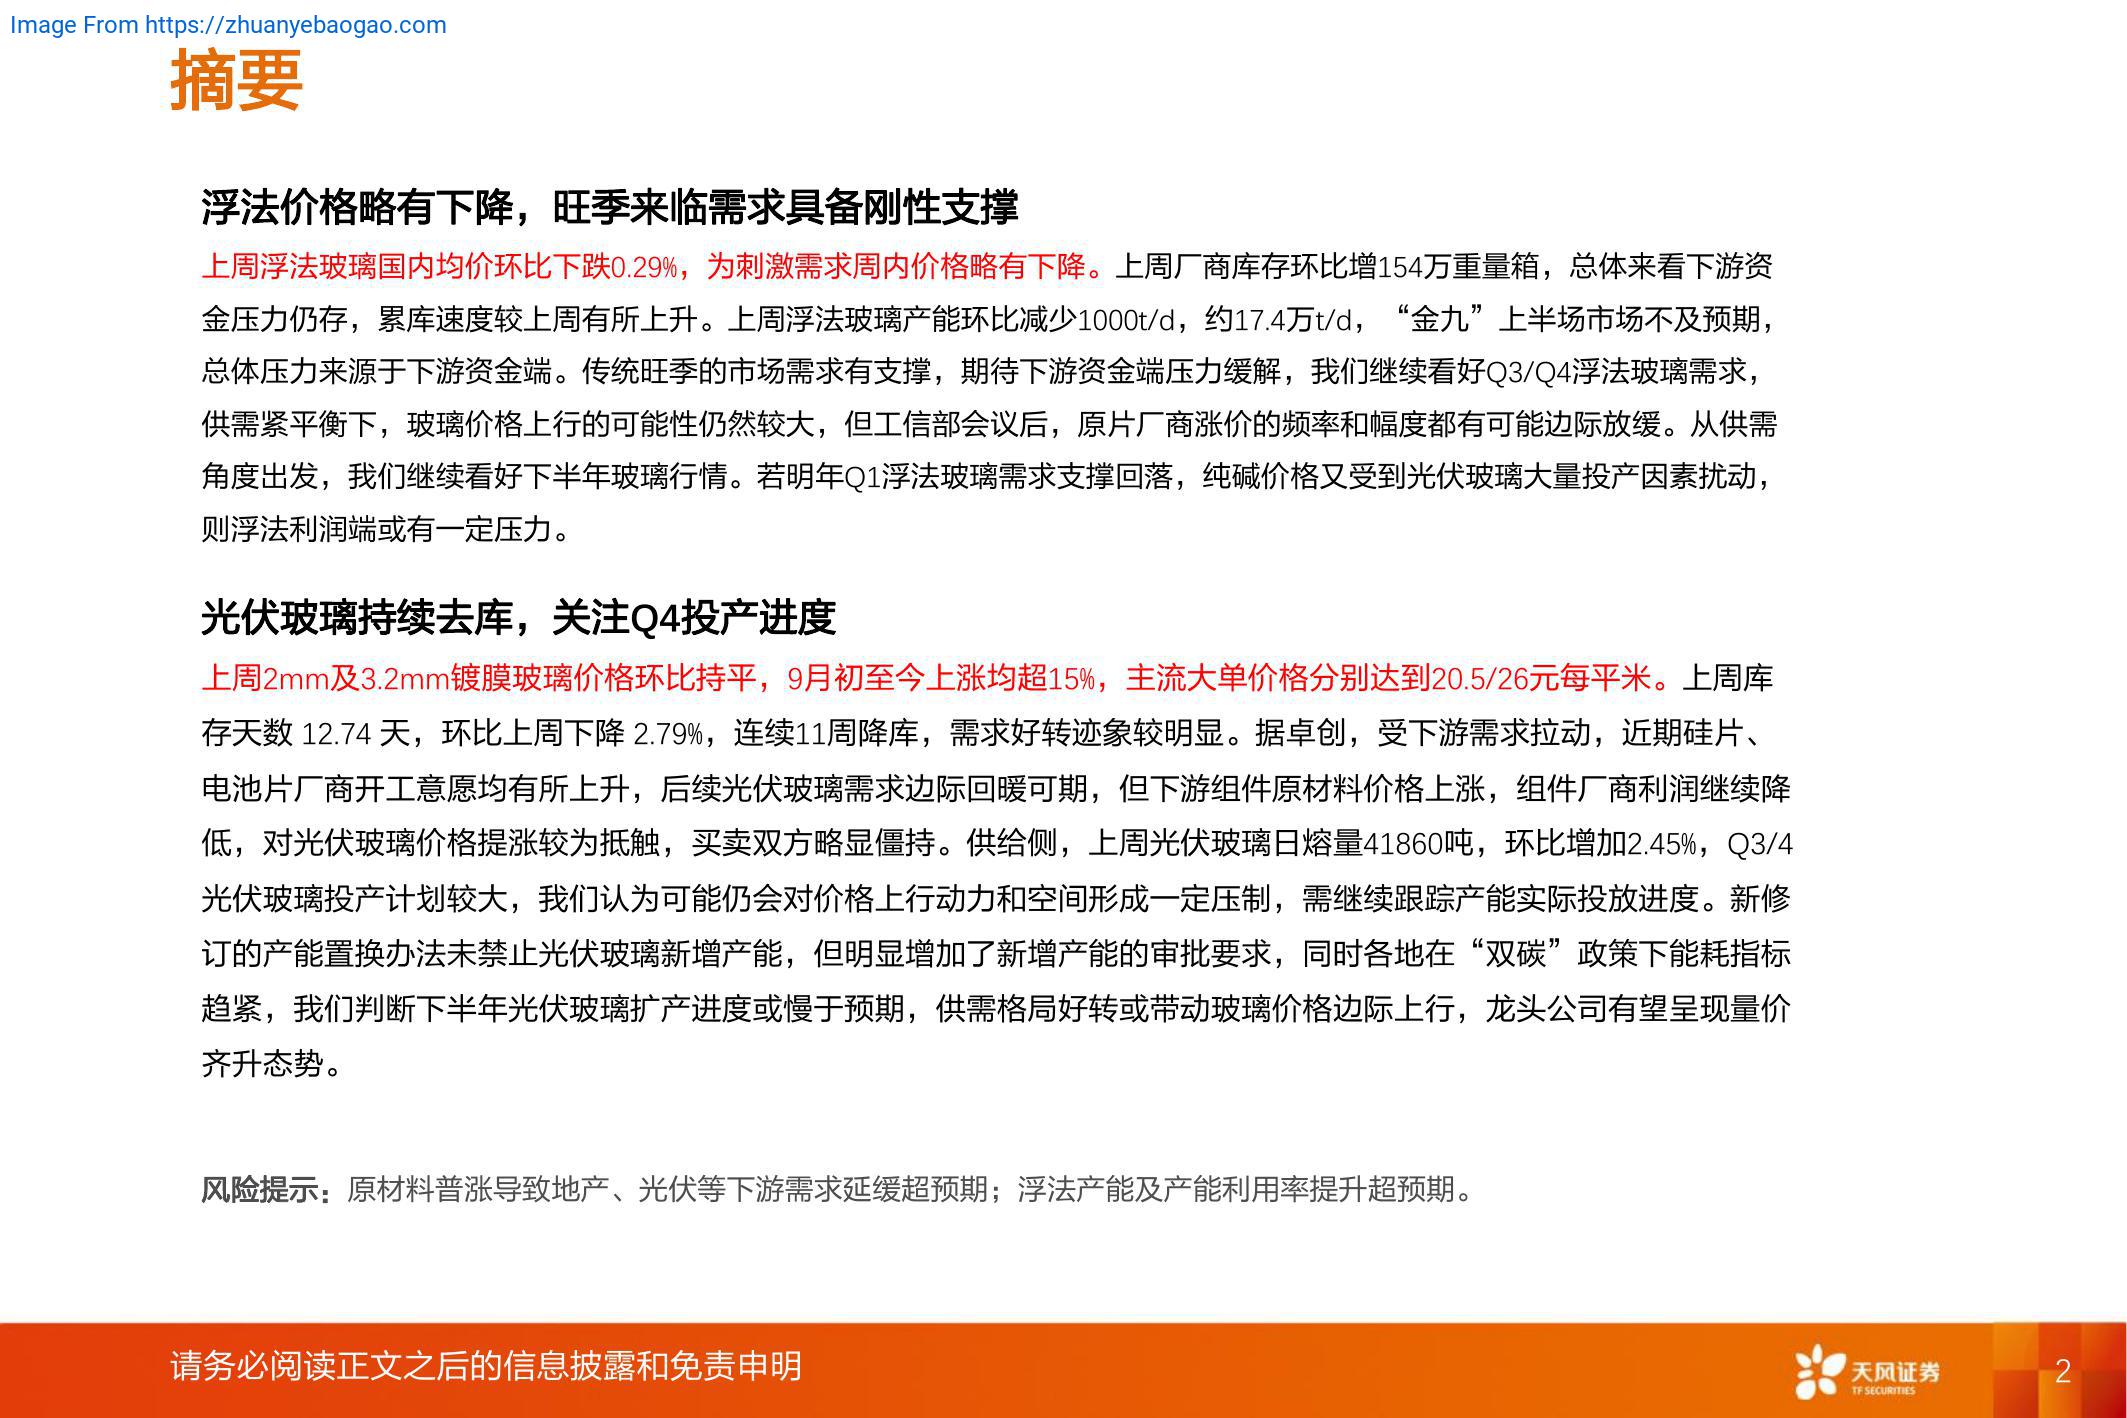 Image From https://zhuanyebaogao.com
摘要
浮法价格略有下降，旺季来临需求具备刚性支撑
上周浮法玻璃国内均价环比下跌0.29%，为刺激需求周内价格略有下降。上周厂商库存环比增154万重量箱，总体来看下游资
金压力仍存，累库速度较上周有所上升。上周浮法玻璃产能环比减少1000t/d，约17.4万t/d，“金九”上半场市场不及预期，
总体压力来源于下游资金端。传统旺季的市场需求有支撑，期待下游资金端压力缓解，我们继续看好Q3/Q4浮法玻璃需求，
供需紧平衡下，玻璃价格上行的可能性仍然较大，但工信部会议后，原片厂商涨价的频率和幅度都有可能边际放缓。从供需
角度出发，我们继续看好下半年玻璃行情。若明年Q1浮法玻璃需求支撑回落，纯碱价格又受到光伏玻璃大量投产因素扰动，
则浮法利润端或有一定压力。
光伏玻璃持续去库，关注Q4投产进度
上周2mm及3.2mm镀膜玻璃价格环比持平，9月初至今上涨均超15%，主流大单价格分别达到20.5/26元每平米。上周库
存天数 12.74 天，环比上周下降 2.79%，连续11周降库，需求好转迹象较明显。据卓创，受下游需求拉动，近期硅片、
电池片厂商开工意愿均有所上升，后续光伏玻璃需求边际回暖可期，但下游组件原材料价格上涨，组件厂商利润继续降
低，对光伏玻璃价格提涨较为抵触，买卖双方略显僵持。供给侧，上周光伏玻璃日熔量41860吨，环比增加2.45%，Q3/4
光伏玻璃投产计划较大，我们认为可能仍会对价格上行动力和空间形成一定压制，需继续跟踪产能实际投放进度。新修
订的产能置换办法未禁止光伏玻璃新增产能，但明显增加了新增产能的审批要求，同时各地在“双碳”政策下能耗指标
趋紧，我们判断下半年光伏玻璃扩产进度或慢于预期，供需格局好转或带动玻璃价格边际上行，龙头公司有望呈现量价
齐升态势。
风险提示：原材料普涨导致地产、光伏等下游需求延缓超预期；浮法产能及产能利用率提升超预期。
请务必阅读正文之后的信息披露和免责申明
天风证券
TF SECURITIES
2